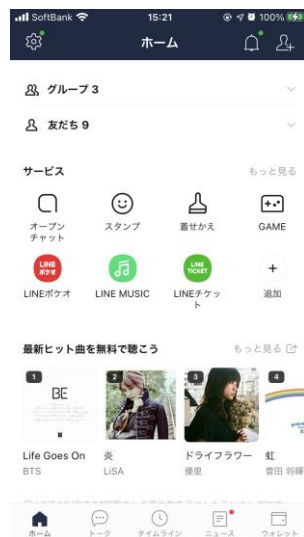 SoftBank 15:21 100%
ホーム
グループ 3
友だち 9
サービス もっと見る
オープン
チャット
スタンプ
着せかえ
GAME
LINE
ポケオ
LINEポケオ
LINE MUSIC
LINE
TICKET
LINEチケッ
ト
追加
最新ヒット曲を無料で聴こう もっと見る
1 2 3 4
BE
Life Goes On
BTS
炎
LiSA
ドライフラワー
優里
虹
菅田 将暉
ホーム トーク タイムライン ニュース ウォレット